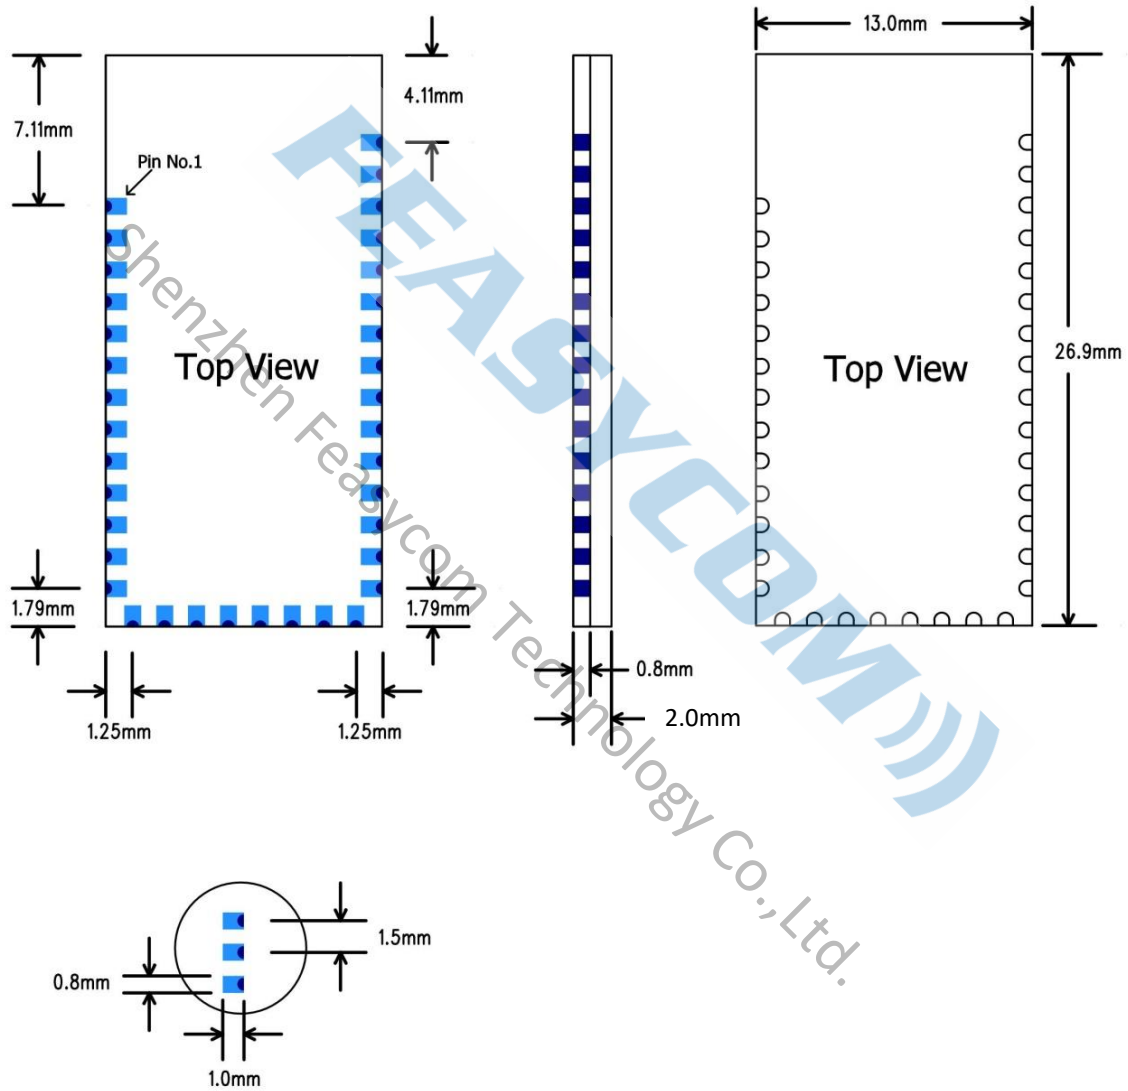 13.0mm
4.11mm
7.11mm
Pin No.1
Top View
Top View
26.9mm
1.79mm
1.79mm
0.8mm
2.0mm
1.25mm
1.25mm
1.5mm
0.8mm
1.0mm
FEASYCOM
Shenzhen Feasycom Technology Co.,Ltd.